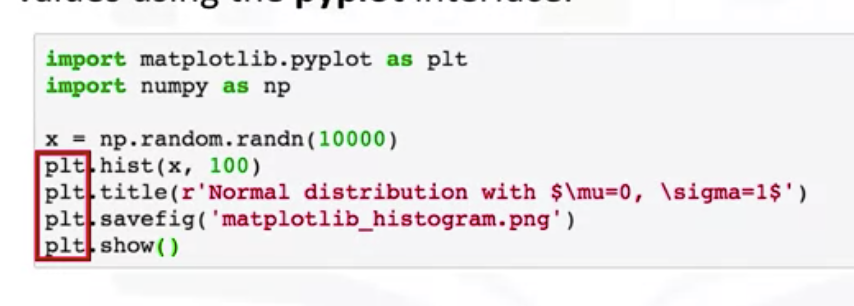 values using the pyplot interface.
import matplotlib.pyplot as plt
import numpy as np
x = np.random.randn(10000)
plt.hist(x, 100)
plt.title(r'Normal distribution with $\mu=0, \sigma=1$')
plt.savefig('matplotlib_histogram.png')
plt.show()